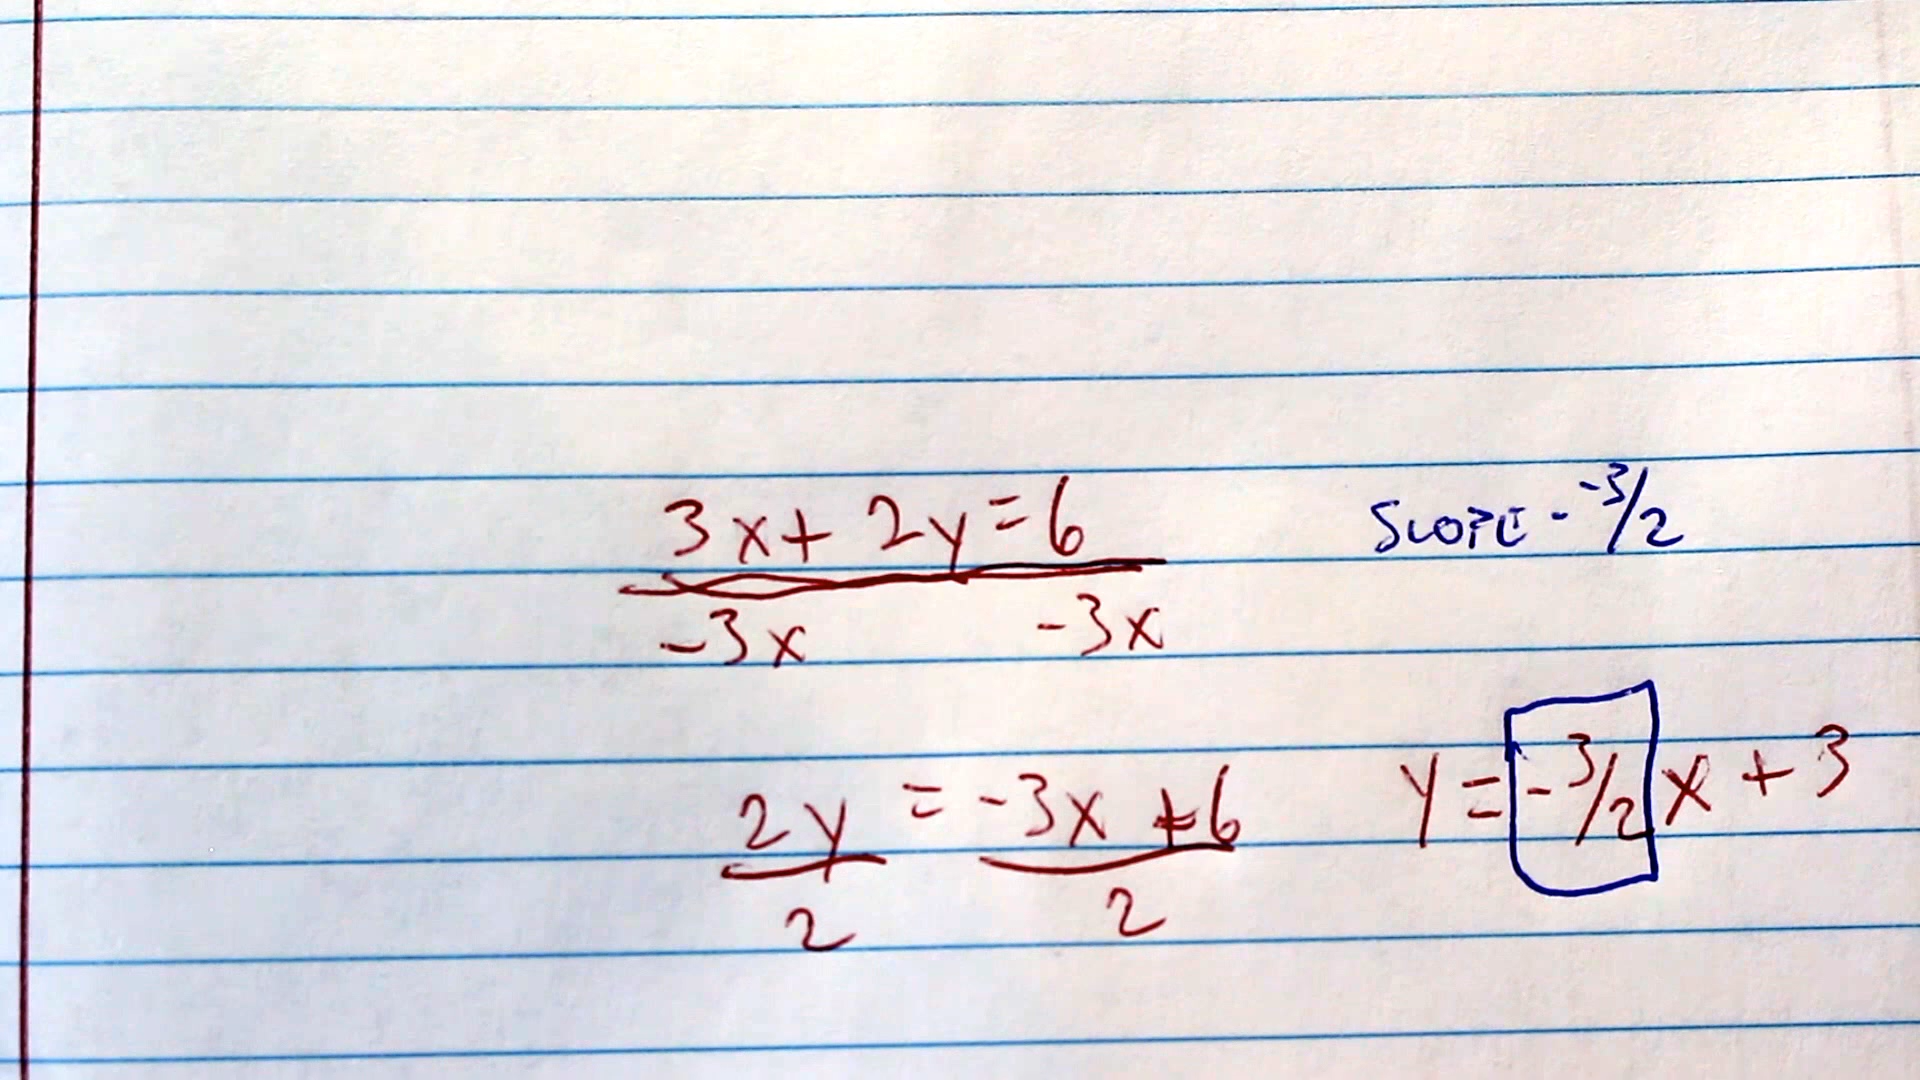 3x + 2y = 6
SLOPE - -3/2
-3x -3x
2y = -3x + 6
y = -3/2 x + 3
2 2